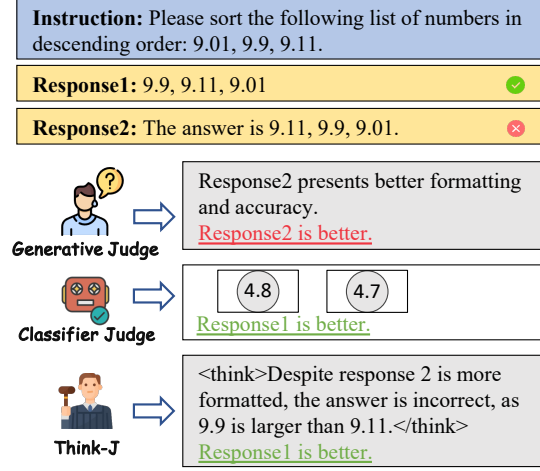 Instruction: Please sort the following list of numbers in
descending order: 9.01, 9.9, 9.11.
Response1: 9.9, 9.11, 9.01
Response2: The answer is 9.11, 9.9, 9.01.
?
Generative Judge
Response2 presents better formatting
and accuracy.
Response2 is better.
Classifier Judge
4.8 4.7
Response1 is better.
Think-J
<think>Despite response 2 is more
formatted, the answer is incorrect, as
9.9 is larger than 9.11.</think>
Response1 is better.